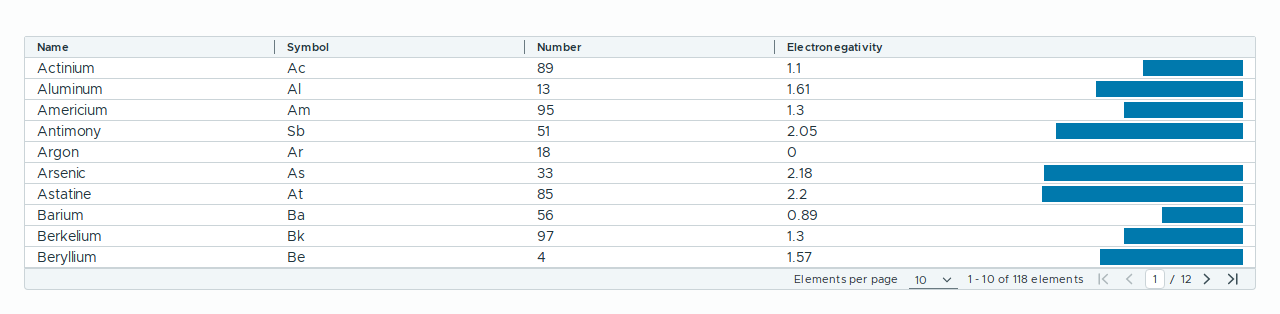 Name Symbol Number Electronegativity
Actinium Ac 89 1.1
Aluminum Al 13 1.61
Americium Am 95 1.3
Antimony Sb 51 2.05
Argon Ar 18 0
Arsenic As 33 2.18
Astatine At 85 2.2
Barium Ba 56 0.89
Berkelium Bk 97 1.3
Beryllium Be 4 1.57
Elements per page 10 1 - 10 of 118 elements 1 / 12